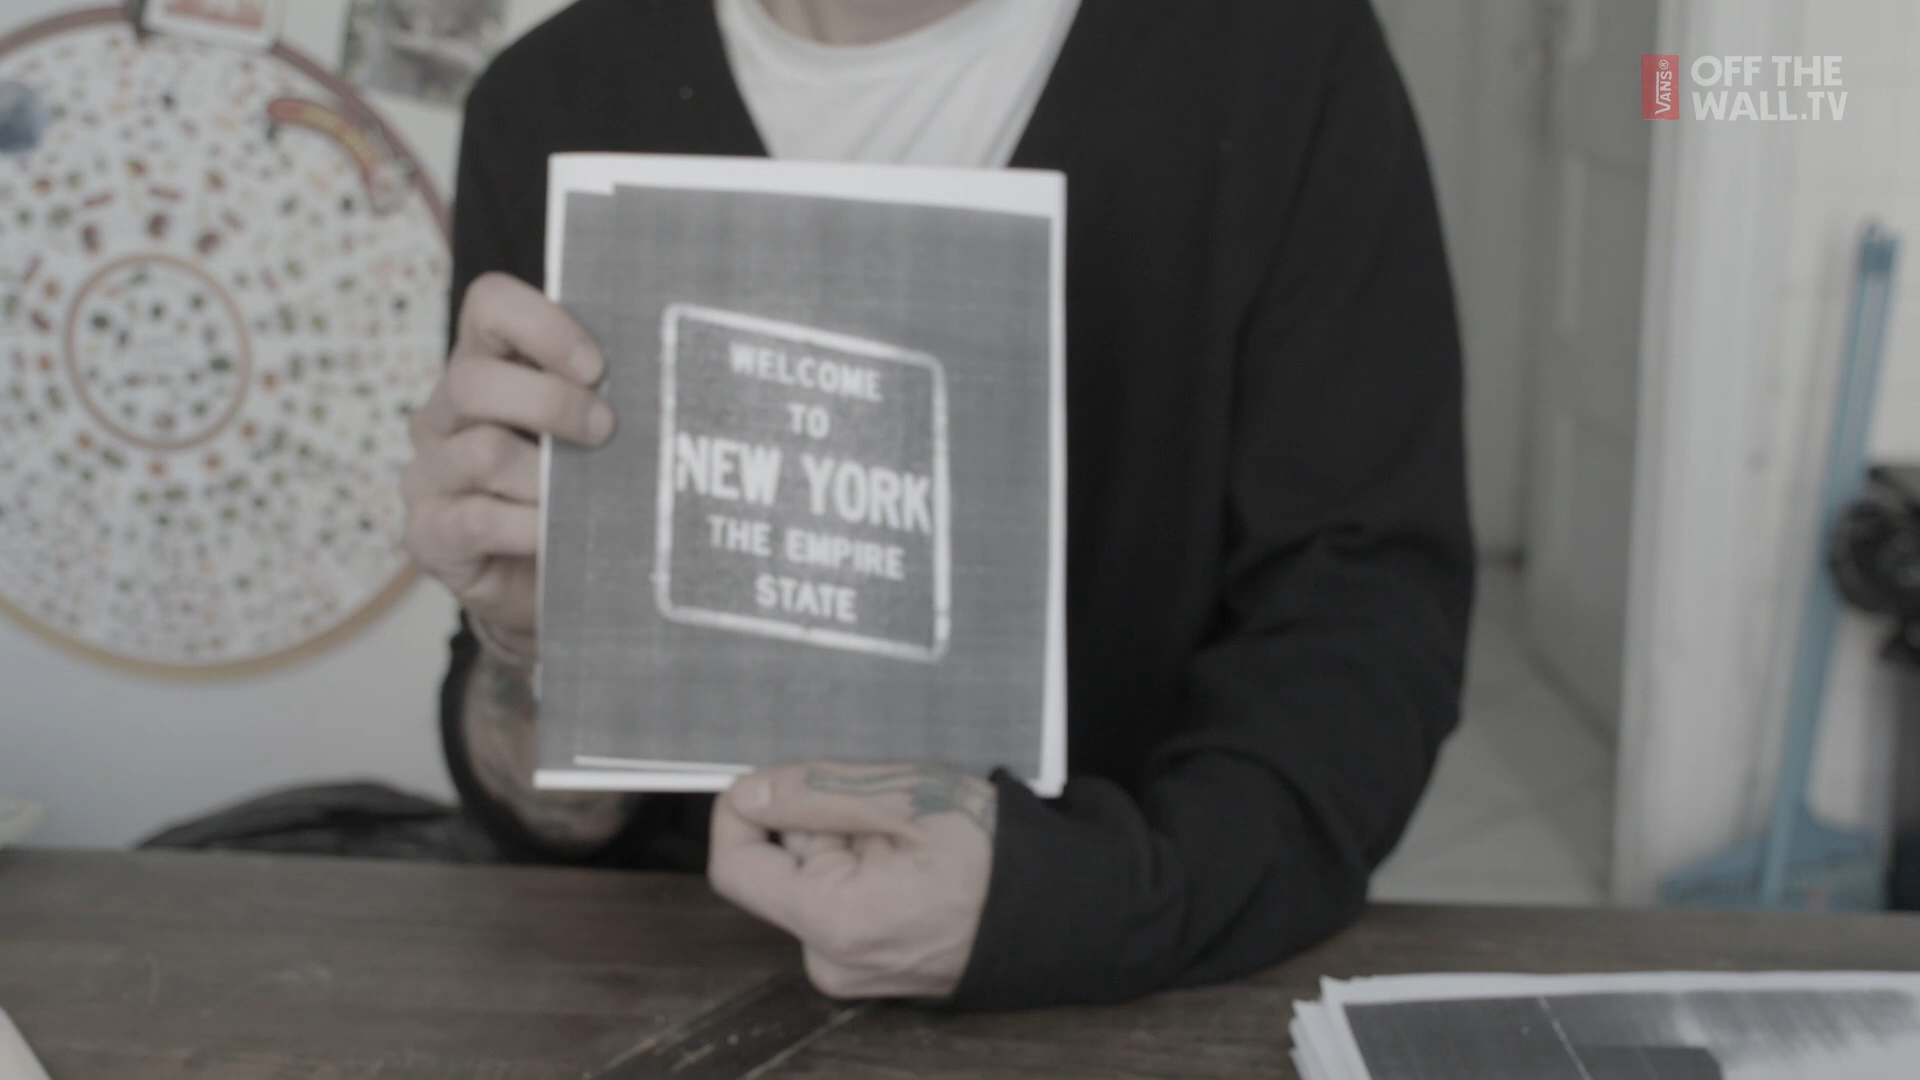 VANS®
OFF THE
WALL.TV
WELCOME
TO
NEW YORK
THE EMPIRE
STATE